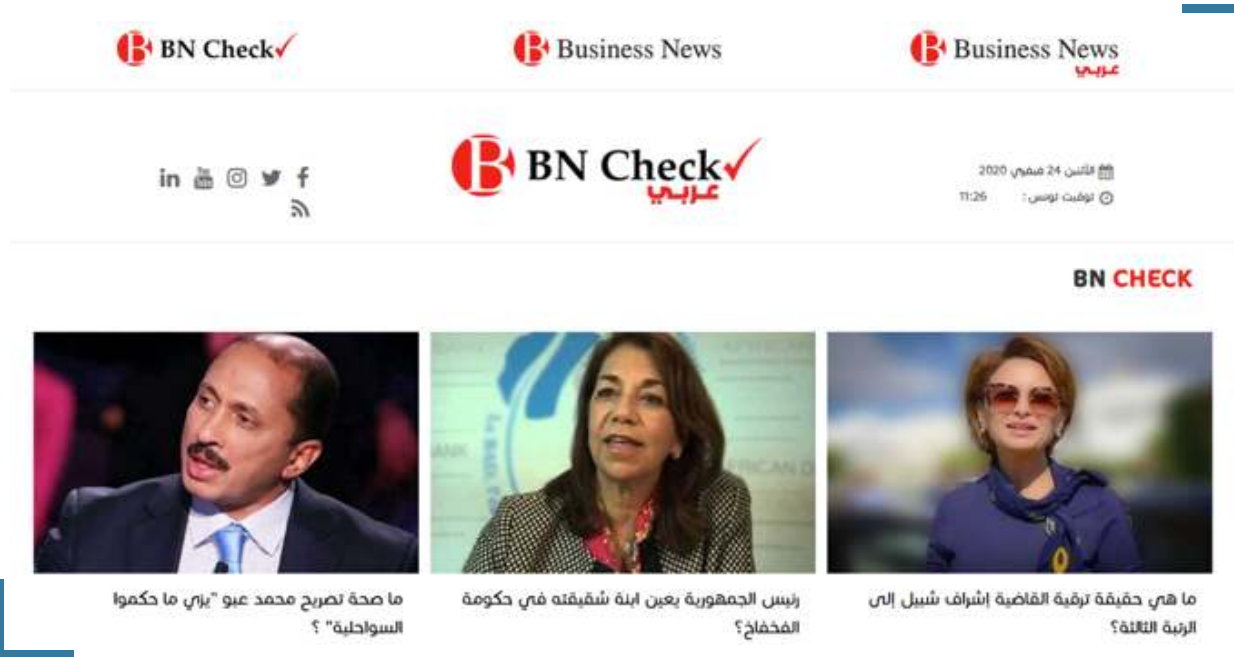 BN Check
Business News
Business News
عربي
BN Check
عربي
الأثنين 24 فيفري 2020
توقيت تونس : 11:26
BN CHECK
ما هي حقيقة ترقية القاضية إشراف شبيل إلى
الرتبة الثالثة؟
رئيس الجمهورية يعين ابنة شقيقته في حكومة
الفخفاخ؟
ما صحة تصريح محمد عبو "يزي ما حكموا
السواحلية" ؟